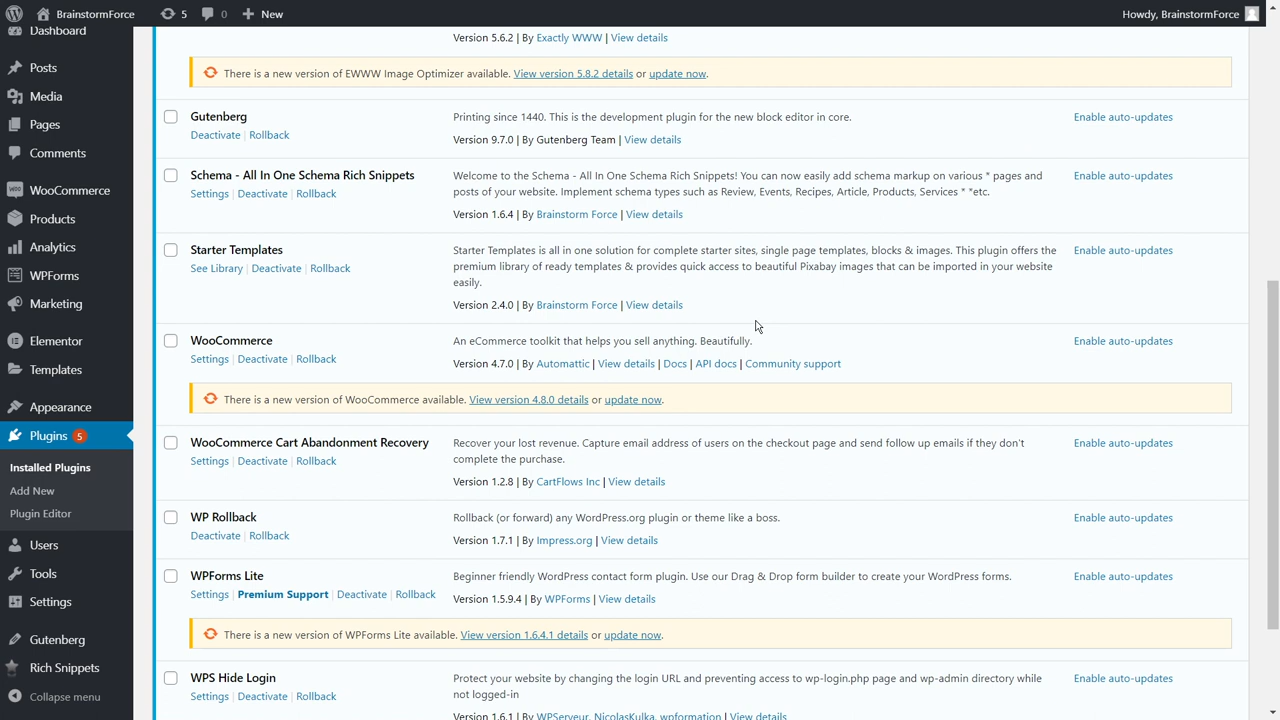 BrainstormForce
5
0
New
Howdy, BrainstormForce
Dashboard
Posts
Media
Pages
Comments
WooCommerce
Products
Analytics
WPForms
Marketing
Elementor
Templates
Appearance
Plugins 5
Installed Plugins
Add New
Plugin Editor
Users
Tools
Settings
Gutenberg
Rich Snippets
Collapse menu
Version 5.6.2 | By Exactly WWW | View details
There is a new version of EWWW Image Optimizer available. View version 5.8.2 details or update now.
Gutenberg
Deactivate | Rollback
Printing since 1440. This is the development plugin for the new block editor in core.
Version 9.7.0 | By Gutenberg Team | View details
Enable auto-updates
Schema - All In One Schema Rich Snippets
Settings | Deactivate | Rollback
Welcome to the Schema - All In One Schema Rich Snippets! You can now easily add schema markup on various * pages and
posts of your website. Implement schema types such as Review, Events, Recipes, Article, Products, Services * *etc.
Version 1.6.4 | By Brainstorm Force | View details
Enable auto-updates
Starter Templates
See Library | Deactivate | Rollback
Starter Templates is all in one solution for complete starter sites, single page templates, blocks & images. This plugin offers the
premium library of ready templates & provides quick access to beautiful Pixabay images that can be imported in your website
easily.
Version 2.4.0 | By Brainstorm Force | View details
Enable auto-updates
WooCommerce
Settings | Deactivate | Rollback
An eCommerce toolkit that helps you sell anything. Beautifully.
Version 4.7.0 | By Automattic | View details | Docs | API docs | Community support
Enable auto-updates
There is a new version of WooCommerce available. View version 4.8.0 details or update now.
WooCommerce Cart Abandonment Recovery
Settings | Deactivate | Rollback
Recover your lost revenue. Capture email address of users on the checkout page and send follow up emails if they don't
complete the purchase.
Version 1.2.8 | By CartFlows Inc | View details
Enable auto-updates
WP Rollback
Deactivate | Rollback
Rollback (or forward) any WordPress.org plugin or theme like a boss.
Version 1.7.1 | By Impress.org | View details
Enable auto-updates
WPForms Lite
Settings | Premium Support | Deactivate | Rollback
Beginner friendly WordPress contact form plugin. Use our Drag & Drop form builder to create your WordPress forms.
Version 1.5.9.4 | By WPForms | View details
Enable auto-updates
There is a new version of WPForms Lite available. View version 1.6.4.1 details or update now.
WPS Hide Login
Settings | Deactivate | Rollback
Protect your website by changing the login URL and preventing access to wp-login.php page and wp-admin directory while
not logged-in
Version 1.6.1 | By WPServeur, NicolasKulka, wpformation | View details
Enable auto-updates